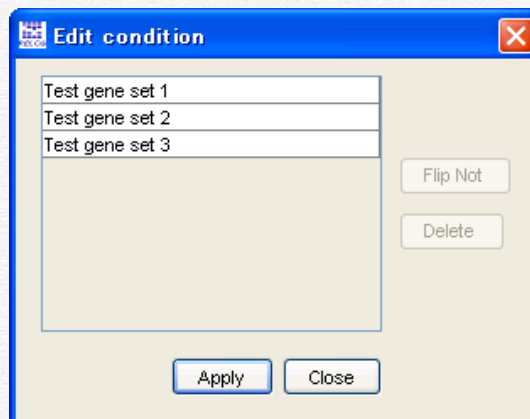 Edit condition
Test gene set 1
Test gene set 2
Test gene set 3
Flip Not
Delete
Apply
Close